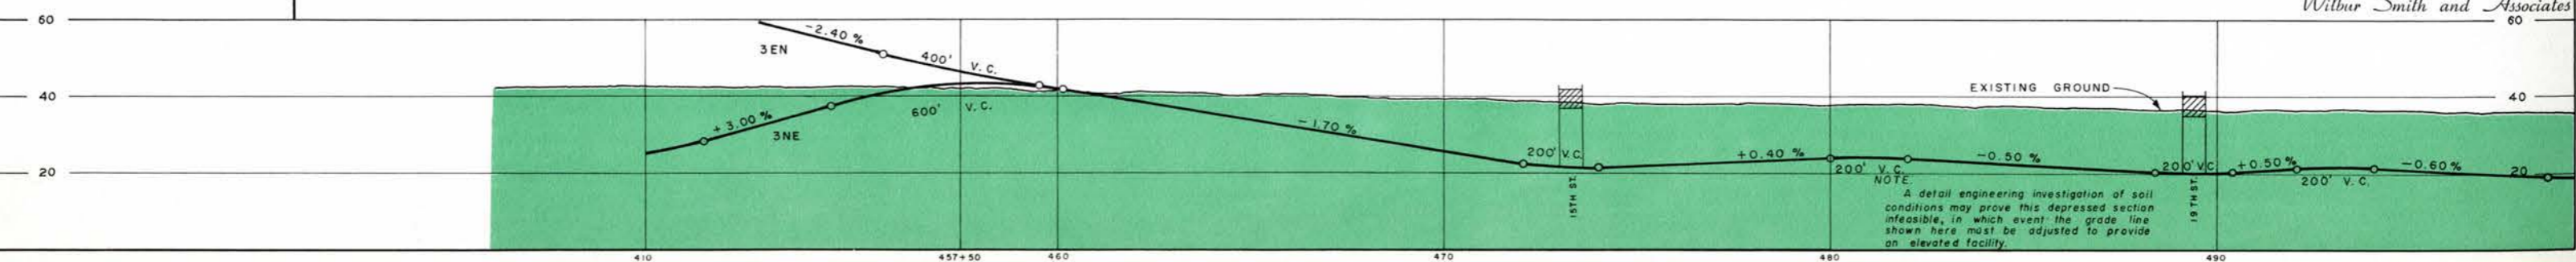 Wilbur Smith and Associates
60
60
-2.40 %
3EN
400' V.C.
EXISTING GROUND
40
40
+3.00 %
3NE
600' V.C.
-1.70 %
200' V.C.
+0.40 %
200' V.C.
-0.50 %
200' V.C.
+0.50 %
200' V.C.
-0.60 %
20
20
15TH ST.
19TH ST.
NOTE.
A detail engineering investigation of soil
conditions may prove this depressed section
infeasible, in which event the grade line
shown here must be adjusted to provide
an elevated facility.
410
457+50
460
470
480
490